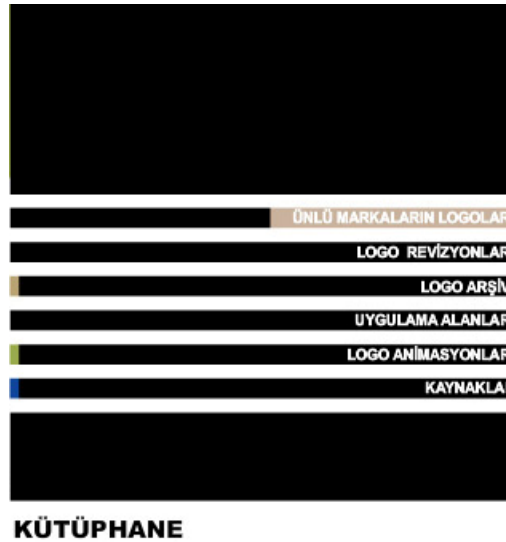 ÜNLÜ MARKALARIN LOGOLAR
LOGO REVİZYONLAR
LOGO ARŞİV
UYGULAMA ALANLAR
LOGO ANİMASYONLAR
KAYNAKLA
KÜTÜPHANE